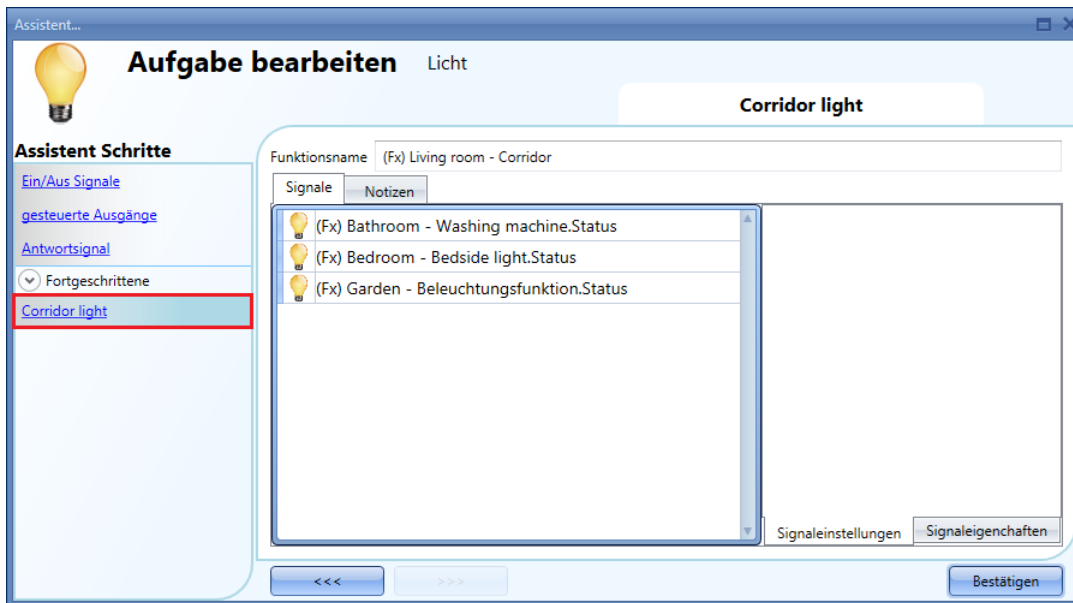 Assistent...
Aufgabe bearbeiten Licht
Corridor light
Assistent Schritte
Ein/Aus Signale
gesteuerte Ausgänge
Antwortsignal
Fortgeschrittene
Corridor light
Funktionsname (Fx) Living room - Corridor
Signale Notizen
(Fx) Bathroom - Washing machine.Status
(Fx) Bedroom - Bedside light.Status
(Fx) Garden - Beleuchtungsfunktion.Status
Signaleinstellungen Signaleigenchaften
<<< >>> Bestätigen